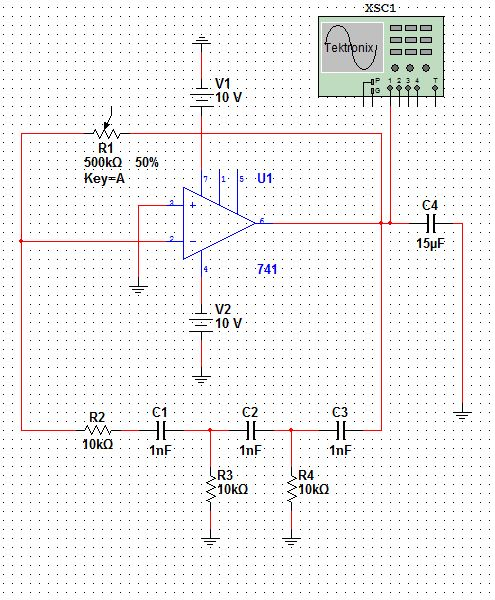 XSC1
Tektronix
P
G
1 2 3 4 T
V1
10 V
R1
500kΩ 50%
Key=A
7 1 5
U1
3
6
2
4
741
C4
15µF
V2
10 V
R2
10kΩ
C1
1nF
C2
1nF
C3
1nF
R3
10kΩ
R4
10kΩ